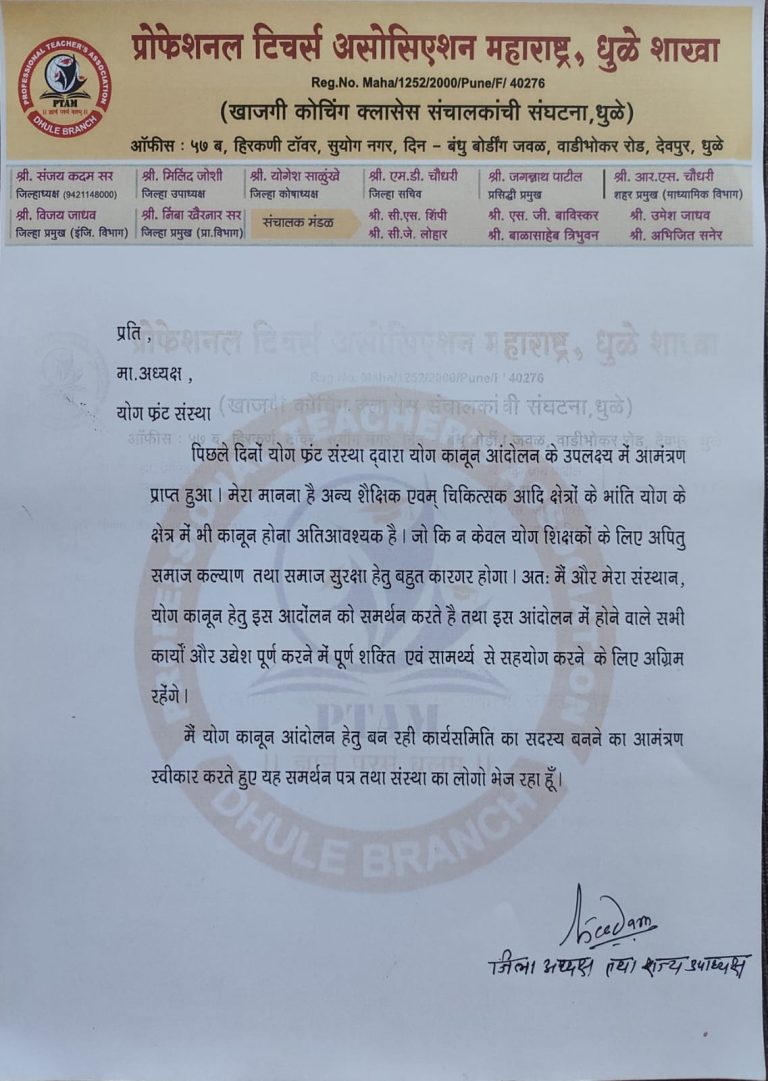 प्रोफेशनल टिचर्स असोसिएशन महाराष्ट्र, धुळे शाखा
Reg.No. Maha/1252/2000/Pune/F/ 40276
(खाजगी कोचिंग क्लासेस संचालकांची संघटना,धुळे)
ऑफीस : ५७ ब, हिरकणी टॉवर, सुयोग नगर, दिन – बंधु बोर्डींग जवळ, वाडीभोकर रोड, देवपुर, धुळे
PROFESSIONAL TEACHER'S ASSOCIATION
PTAM
|| ज्ञानं परमं बलम् ||
DHULE BRANCH
श्री. संजय कदम सर श्री. मिलिंद जोशी श्री. योगेश साळुंखे श्री. एम.डी. चौधरी श्री. जगन्नाथ पाटील श्री. आर.एस. चौधरी
जिल्हाध्यक्ष (9421148000) जिल्हा उपाध्यक्ष जिल्हा कोषाध्यक्ष जिल्हा सचिव प्रसिद्धी प्रमुख शहर प्रमुख (माध्यामिक विभाग)
श्री. विजय जाधव श्री. निंबा खैरनार सर संचालक मंडळ श्री. सी.एस. शिंपी श्री. एस. जी. बाविस्कर श्री. उमेश जाधव
जिल्हा प्रमुख (इंजि. विभाग) जिल्हा प्रमुख (प्रा.विभाग) श्री. सी.जे. लोहार श्री. बाळासाहेब त्रिभुवन श्री. अभिजित सनेर
प्रति ,
मा.अध्यक्ष ,
योग फंट संस्था
पिछले दिनों योग फ़ंट संस्था द्वारा योग कानून आंदोलन के उपलक्ष्य में आमंत्रण
प्राप्त हुआ | मेरा मानना है अन्य शैक्षिक एवम् चिकित्सक आदि क्षेत्रों के भांति योग के
क्षेत्र में भी कानून होना अतिआवश्यक है | जो कि न केवल योग शिक्षकों के लिए अपितु
समाज कल्याण तथा समाज सुरक्षा हेतु बहुत कारगर होगा | अत: मैं और मेरा संस्थान,
योग कानून हेतु इस आदोंलन को समर्थन करते है तथा इस आंदोलन में होने वाले सभी
कार्यों और उद्येश पूर्ण करने में पूर्ण शक्ति एवं सामर्थ्य से सहयोग करने के लिए अग्रिम
रहेंगे |
मैं योग कानून आंदोलन हेतु बन रही कार्यसमिति का सदस्य बनने का आमंत्रण
स्वीकार करते हुए यह समर्थन पत्र तथा संस्था का लोगो भेज रहा हूँ |
जिला अध्यक्ष तथा राज्य उपाध्यक्ष